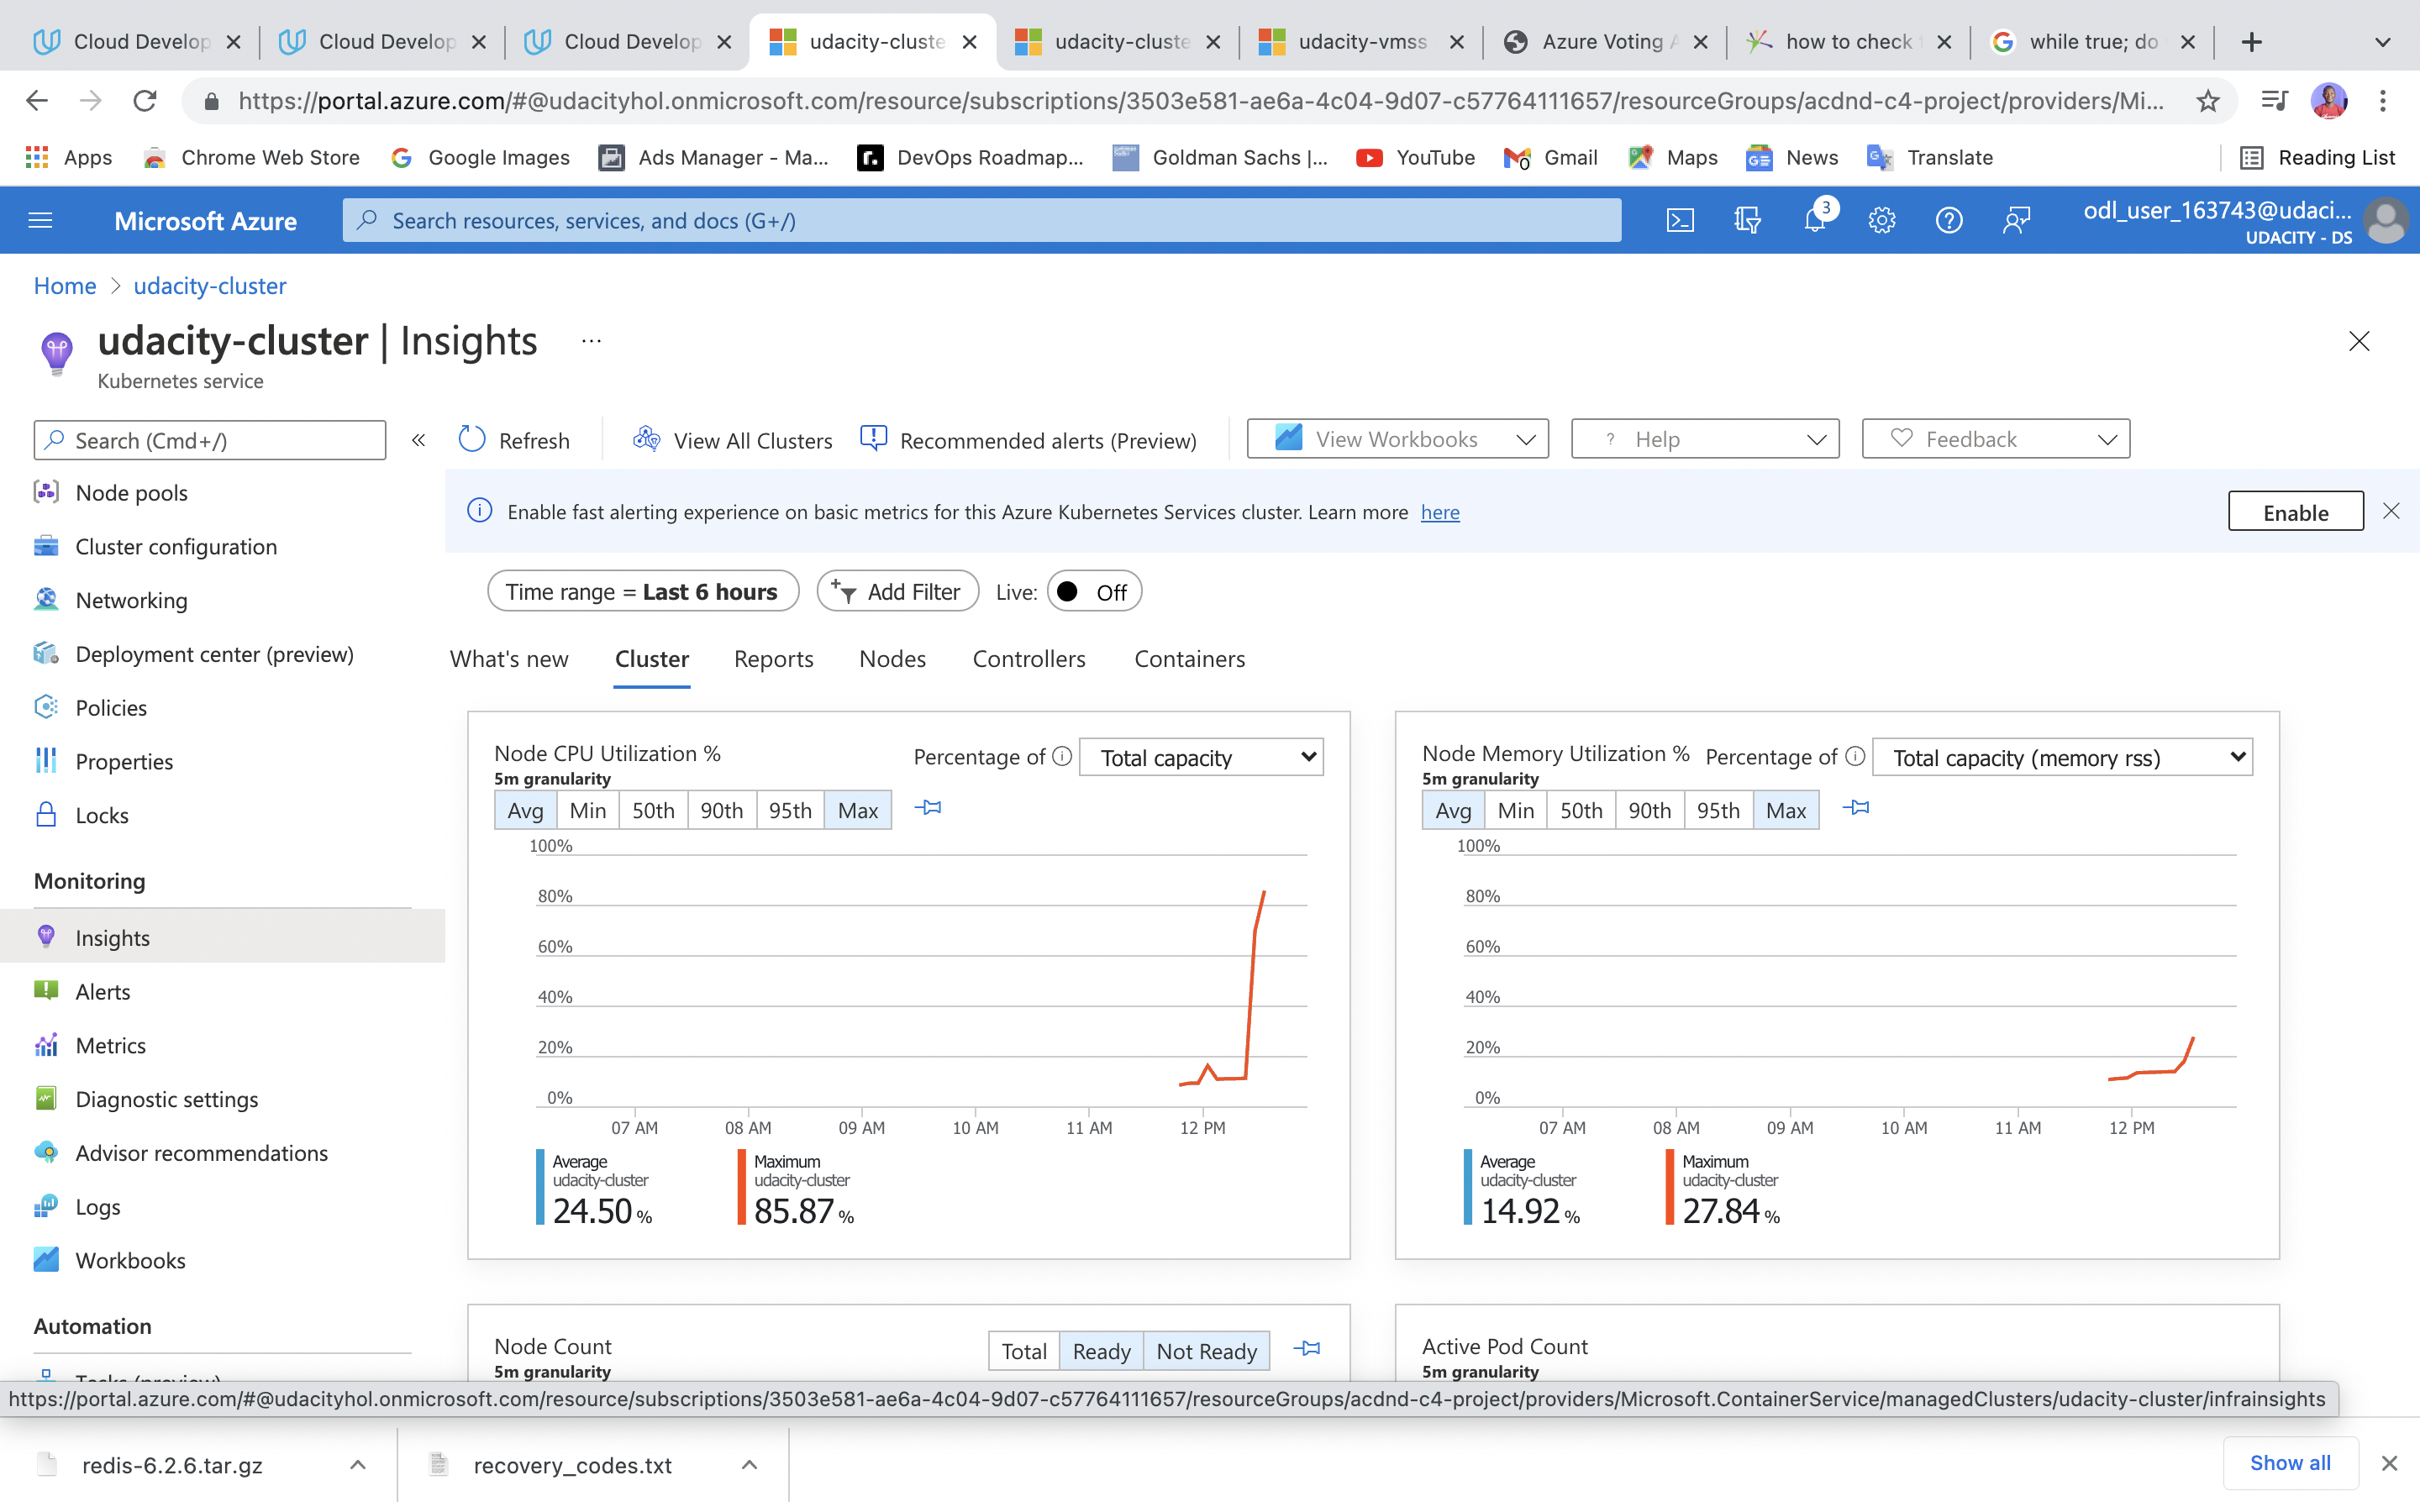 Cloud Develop
Cloud Develop
Cloud Develop
udacity-cluste
udacity-cluste
udacity-vmss
Azure Voting A
how to check
while true; do
https://portal.azure.com/#@udacityhol.onmicrosoft.com/resource/subscriptions/3503e581-ae6a-4c04-9d07-c57764111657/resourceGroups/acdnd-c4-project/providers/Mi...
Apps
Chrome Web Store
Google Images
Ads Manager - Ma...
DevOps Roadmap...
Goldman Sachs |...
YouTube
Gmail
Maps
News
Translate
Reading List
Microsoft Azure
Search resources, services, and docs (G+/)
3
odl_user_163743@udaci...
UDACITY - DS
Home > udacity-cluster
udacity-cluster | Insights ...
Kubernetes service
Search (Cmd+/)
«
Refresh
View All Clusters
Recommended alerts (Preview)
View Workbooks
? Help
Feedback
Node pools
Cluster configuration
Networking
Deployment center (preview)
Policies
Properties
Locks
Monitoring
Insights
Alerts
Metrics
Diagnostic settings
Advisor recommendations
Logs
Workbooks
Automation
Tasks (preview)
Enable fast alerting experience on basic metrics for this Azure Kubernetes Services cluster. Learn more here
Enable
Time range = Last 6 hours
Add Filter
Live: Off
What's new
Cluster
Reports
Nodes
Controllers
Containers
Node CPU Utilization %
5m granularity
Percentage of
Total capacity
Avg Min 50th 90th 95th Max
100%
80%
60%
40%
20%
0%
07 AM 08 AM 09 AM 10 AM 11 AM 12 PM
Average
udacity-cluster
24.50 %
Maximum
udacity-cluster
85.87 %
Node Memory Utilization %
5m granularity
Percentage of
Total capacity (memory rss)
Avg Min 50th 90th 95th Max
100%
80%
60%
40%
20%
0%
07 AM 08 AM 09 AM 10 AM 11 AM 12 PM
Average
udacity-cluster
14.92 %
Maximum
udacity-cluster
27.84 %
Node Count
5m granularity
Total Ready Not Ready
Active Pod Count
5m granularity
https://portal.azure.com/#@udacityhol.onmicrosoft.com/resource/subscriptions/3503e581-ae6a-4c04-9d07-c57764111657/resourceGroups/acdnd-c4-project/providers/Microsoft.ContainerService/managedClusters/udacity-cluster/infrainsights
redis-6.2.6.tar.gz
recovery_codes.txt
Show all